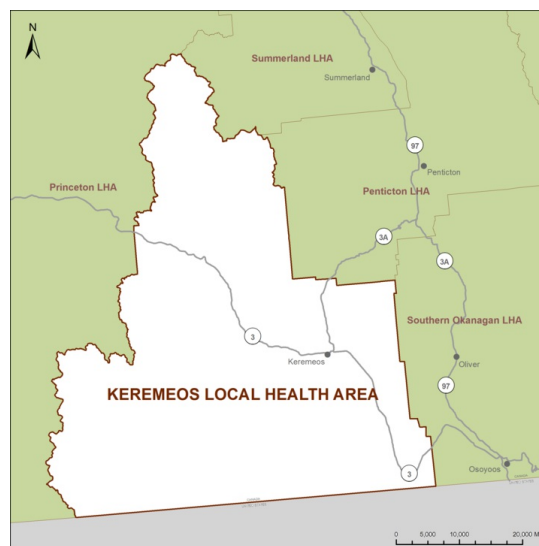 N
Summerland LHA
Summerland
97
Penticton
Princeton LHA
Penticton LHA
3A
3A
Southern Okanagan LHA
3
Keremeos
Oliver
KEREMEOS LOCAL HEALTH AREA
97
Osoyoos
3
0 5,000 10,000 20,000 M